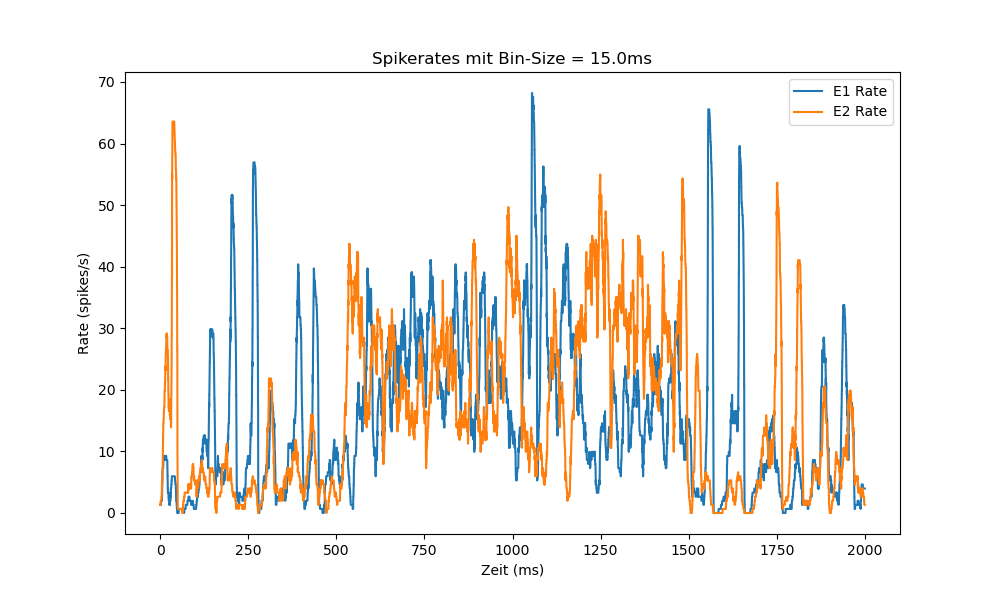 Spikerates mit Bin-Size = 15.0ms
E1 Rate
E2 Rate
Rate (spikes/s)
70
60
50
40
30
20
10
0
0 250 500 750 1000 1250 1500 1750 2000
Zeit (ms)